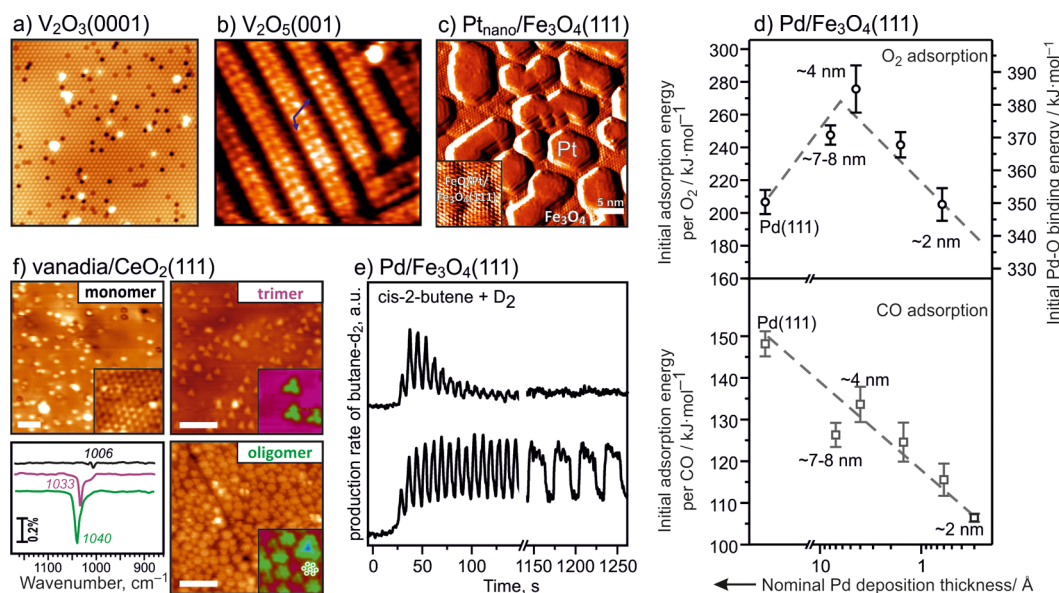 a) V₂O₃(0001)
b) V₂O₅(001)
c) Ptnano/Fe₃O₄(111)
Pt
FeO/Pt/
Fe₃O₄(111)
Fe₃O₄
5 nm
d) Pd/Fe₃O₄(111)
O₂ adsorption
Initial adsorption energy
per O₂ / kJ·mol⁻¹
300
280
260
240
220
200
180
160
~4 nm
~7-8 nm
Pd(111)
~2 nm
390
380
370
360
350
340
330
Initial Pd-O binding energy / kJ·mol⁻¹
CO adsorption
Initial adsorption energy
per CO / kJ·mol⁻¹
150
140
130
120
110
100
Pd(111)
~4 nm
~7-8 nm
~2 nm
10
1
← Nominal Pd deposition thickness/ Å
f) vanadia/CeO₂(111)
monomer
trimer
oligomer
1006
1033
1040
0.2%
1100
1000
900
Wavenumber, cm⁻¹
e) Pd/Fe₃O₄(111)
cis-2-butene + D₂
production rate of butane-d₂, a.u.
0
50
100
1150
1200
1250
Time, s